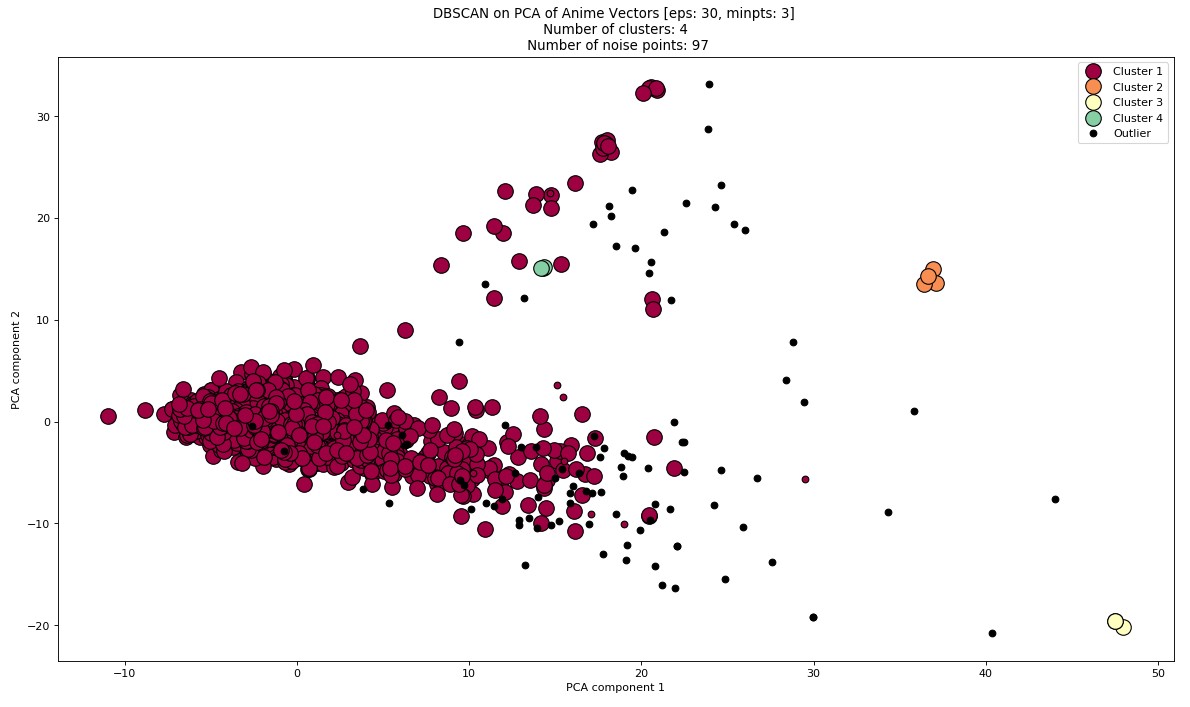 DBSCAN on PCA of Anime Vectors [eps: 30, minpts: 3]
Number of clusters: 4
Number of noise points: 97
Cluster 1
Cluster 2
Cluster 3
Cluster 4
Outlier
PCA component 2
30
20
10
0
−10
−20
−10
0
10
20
30
40
50
PCA component 1